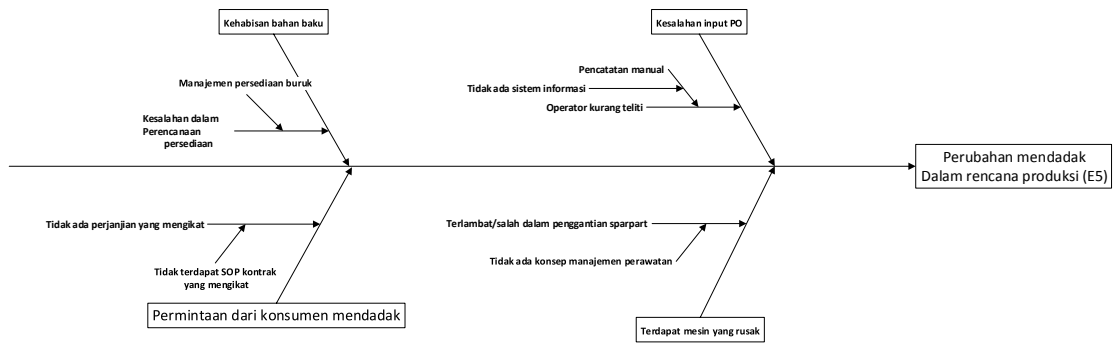 Kehabisan bahan baku
Kesalahan input PO
Manajemen persediaan buruk
Pencatatan manual
Tidak ada sistem informasi
Operator kurang teliti
Kesalahan dalam
Perencanaan
persediaan
Perubahan mendadak
Dalam rencana produksi (E5)
Tidak ada perjanjian yang mengikat
Terlambat/salah dalam penggantian sparpart
Tidak terdapat SOP kontrak
yang mengikat
Tidak ada konsep manajemen perawatan
Permintaan dari konsumen mendadak
Terdapat mesin yang rusak